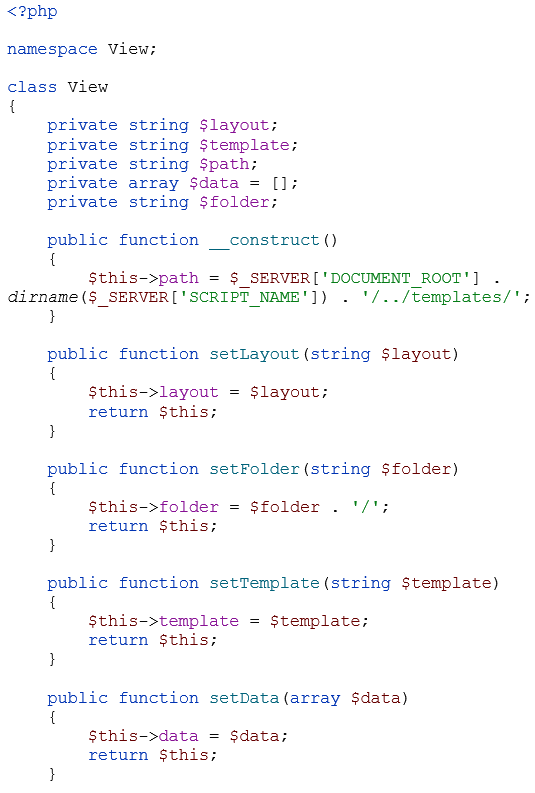 <?php
namespace View;
class View
{
    private string $layout;
    private string $template;
    private string $path;
    private array $data = [];
    private string $folder;
    public function __construct()
    {
        $this->path = $_SERVER['DOCUMENT_ROOT'] .
dirname($_SERVER['SCRIPT_NAME']) . '/../templates/';
    }
    public function setLayout(string $layout)
    {
        $this->layout = $layout;
        return $this;
    }
    public function setFolder(string $folder)
    {
        $this->folder = $folder . '/';
        return $this;
    }
    public function setTemplate(string $template)
    {
        $this->template = $template;
        return $this;
    }
    public function setData(array $data)
    {
        $this->data = $data;
        return $this;
    }